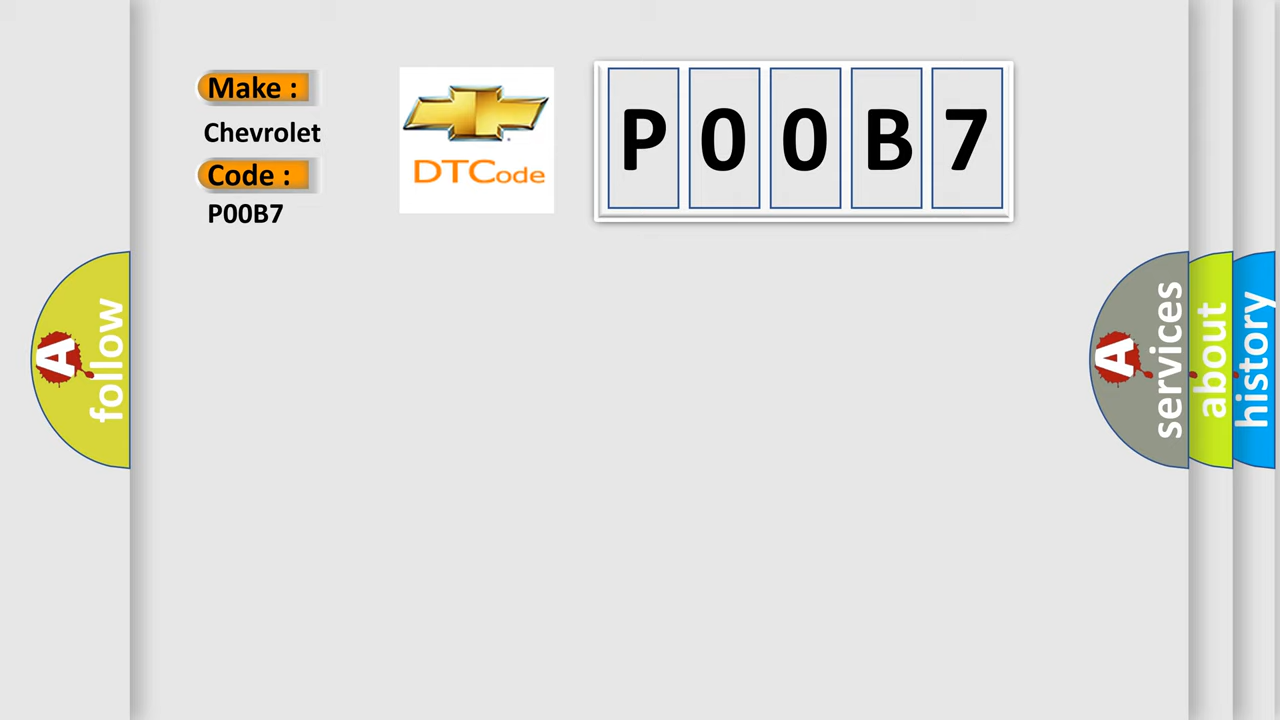 Make :
Chevrolet
Code :
P00B7
DTCode
P 0 0 B 7
A follow
A services
about
history